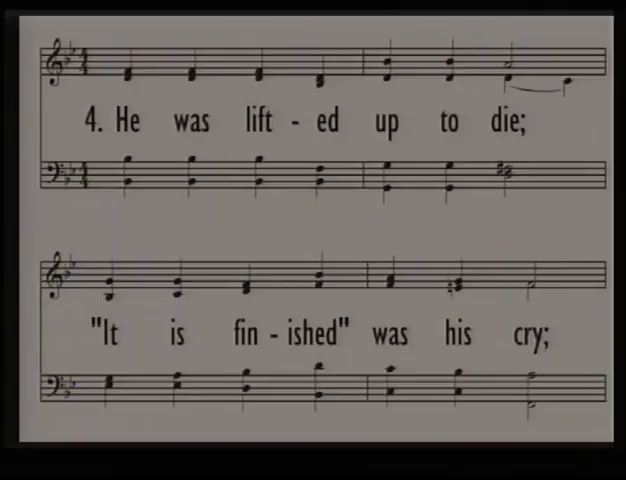 4. He was lift - ed up to die;
"It is fin - ished" was his cry;